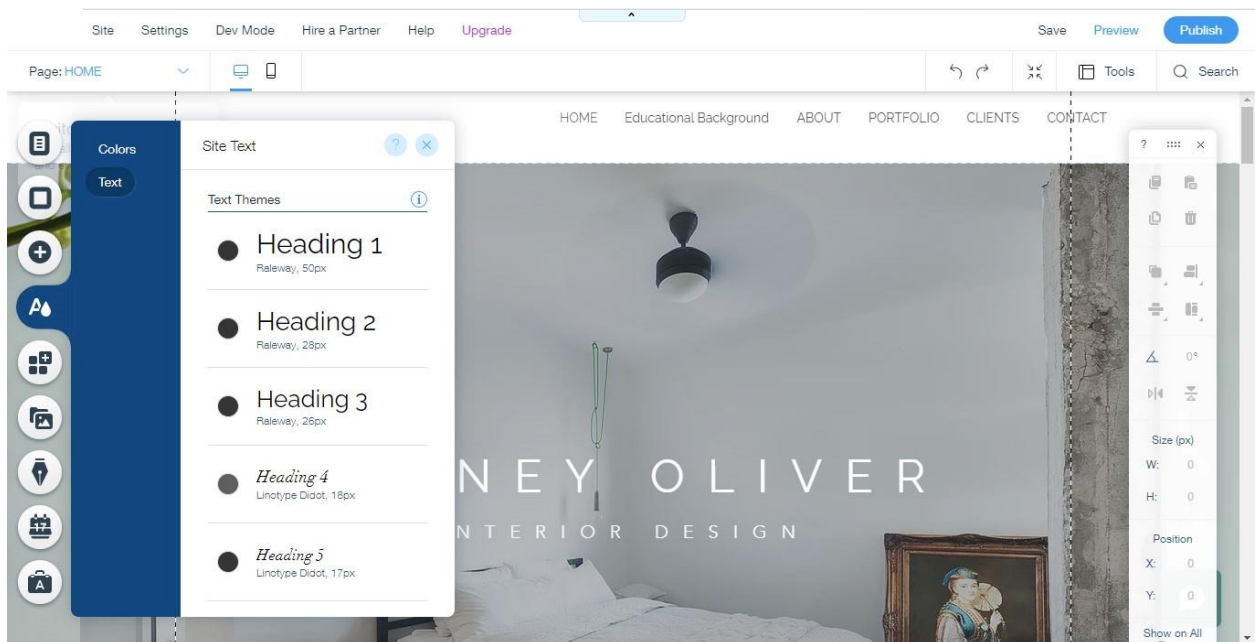 Site Settings Dev Mode Hire a Partner Help Upgrade Save Preview Publish
Page: HOME Tools Search
HOME Educational Background ABOUT PORTFOLIO CLIENTS CONTACT
Colors
Text
Site Text ?
Text Themes i
Heading 1
Raleway, 50px
Heading 2
Raleway, 28px
Heading 3
Raleway, 26px
Heading 4
Linotype Didot, 18px
Heading 5
Linotype Didot, 17px
A
17
A
NEY OLIVER
NTERIOR DESIGN
?
0°
Size (px)
W: 0
H: 0
Position
X: 0
Y: 0
Show on All